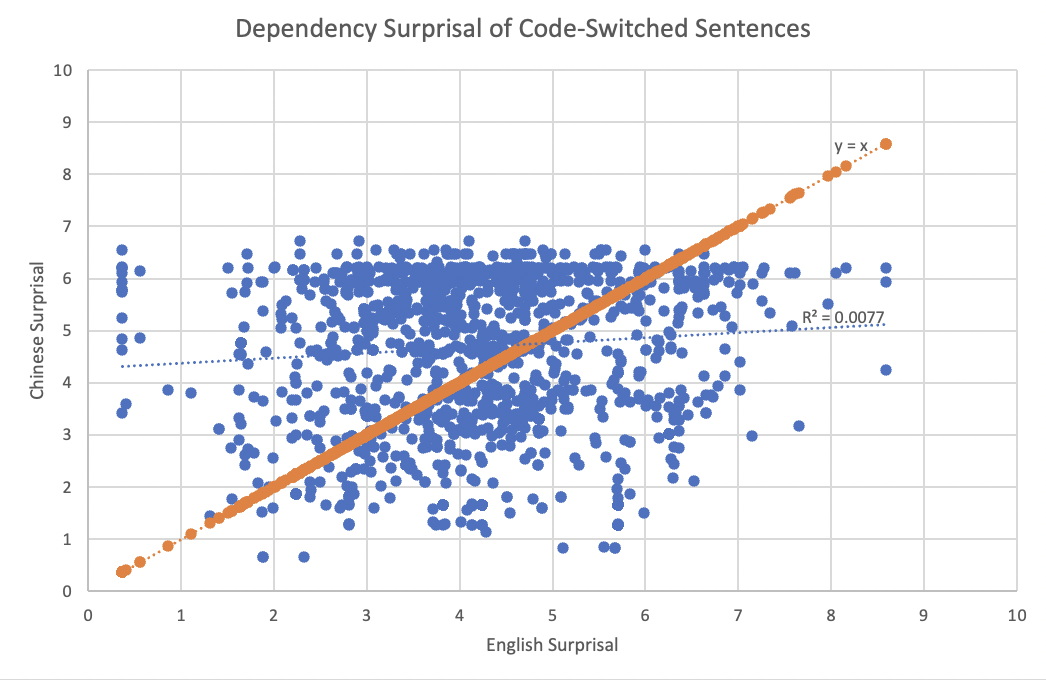 Dependency Surprisal of Code-Switched Sentences
Chinese Surprisal
10
9
8
7
6
5
4
3
2
1
0
y = x
R² = 0.0077
0 1 2 3 4 5 6 7 8 9 10
English Surprisal